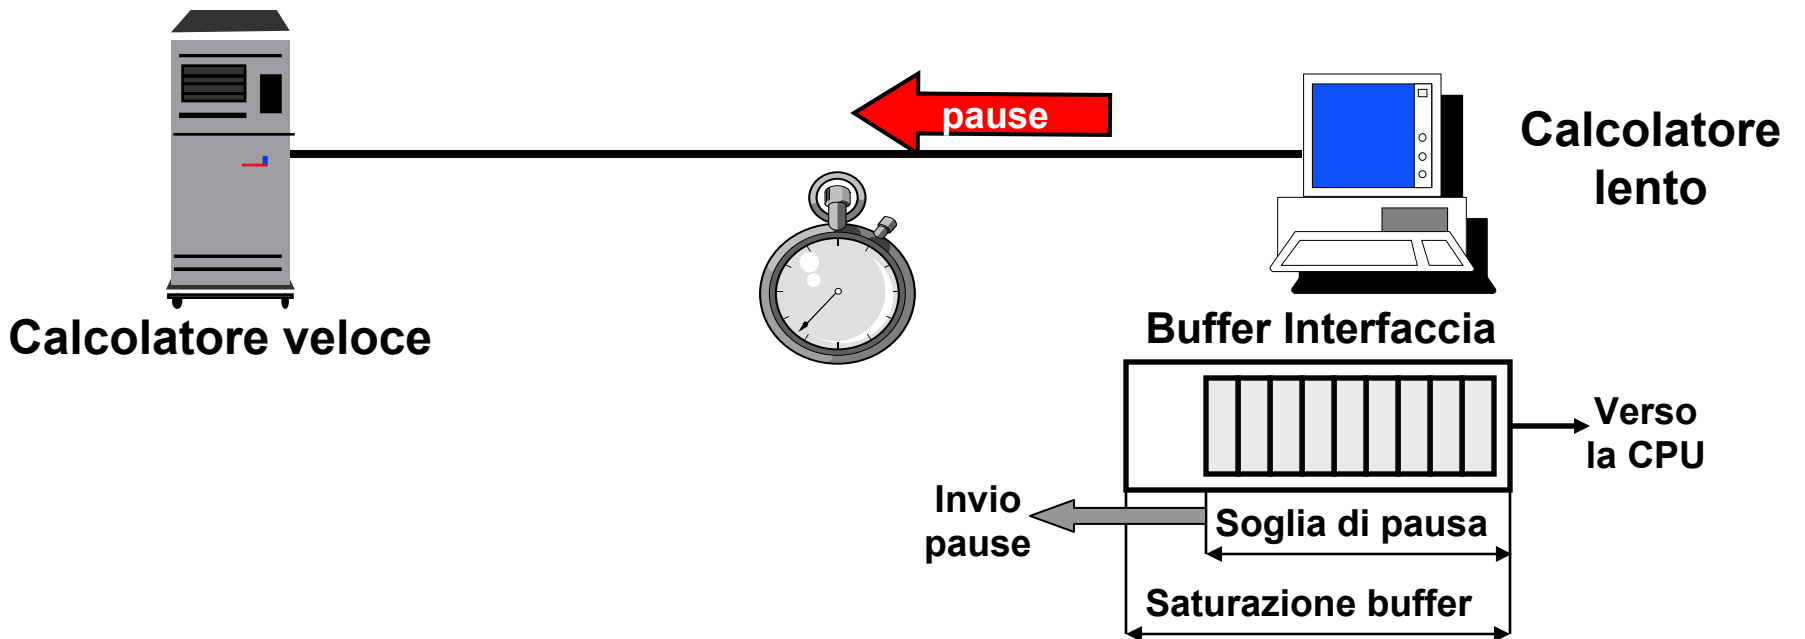 pause
Calcolatore
lento
Calcolatore veloce
Buffer Interfaccia
Verso
la CPU
Invio
pause
Soglia di pausa
Saturazione buffer